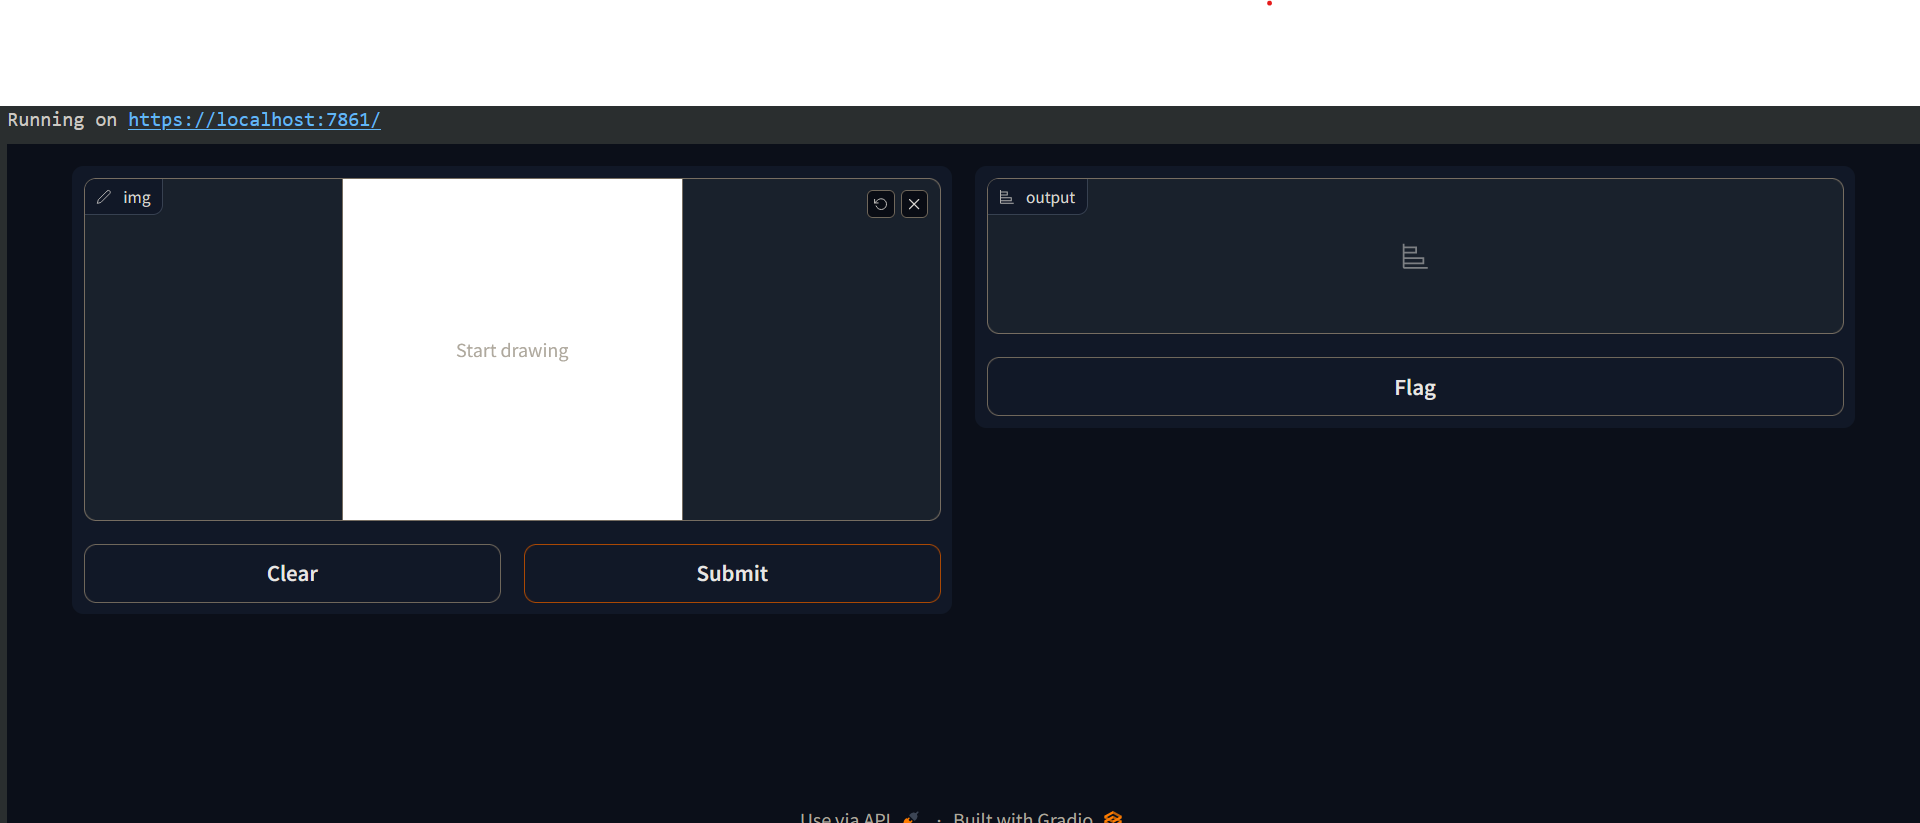 Running on https://localhost:7861/
img
output
Start drawing
Flag
Clear
Submit
Use via API · Built with Gradio